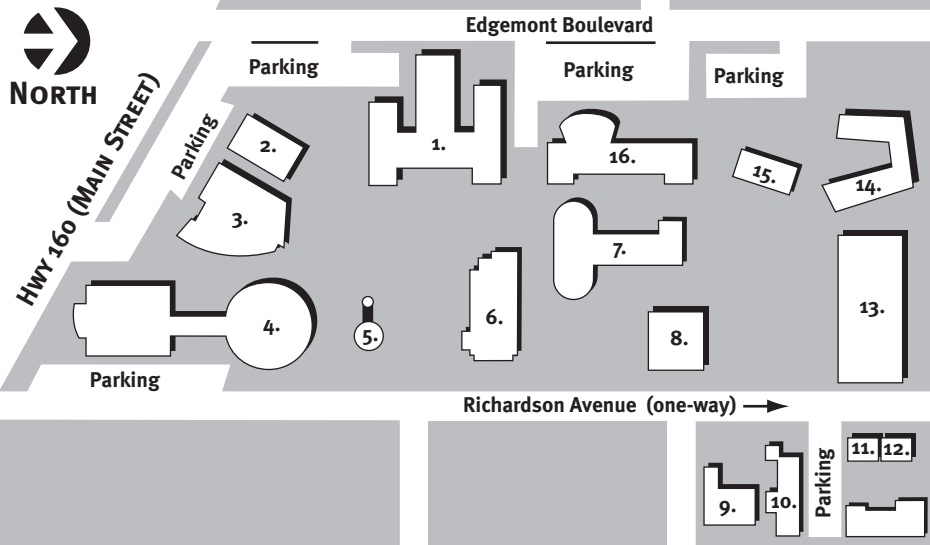 Edgemont Boulevard
NORTH
Parking
Parking
Parking
HWY 160 (MAIN STREET)
Parking
1.
2.
3.
16.
15.
14.
7.
4.
5.
6.
8.
13.
Parking
Richardson Avenue (one-way)
9.
10.
Parking
11.
12.